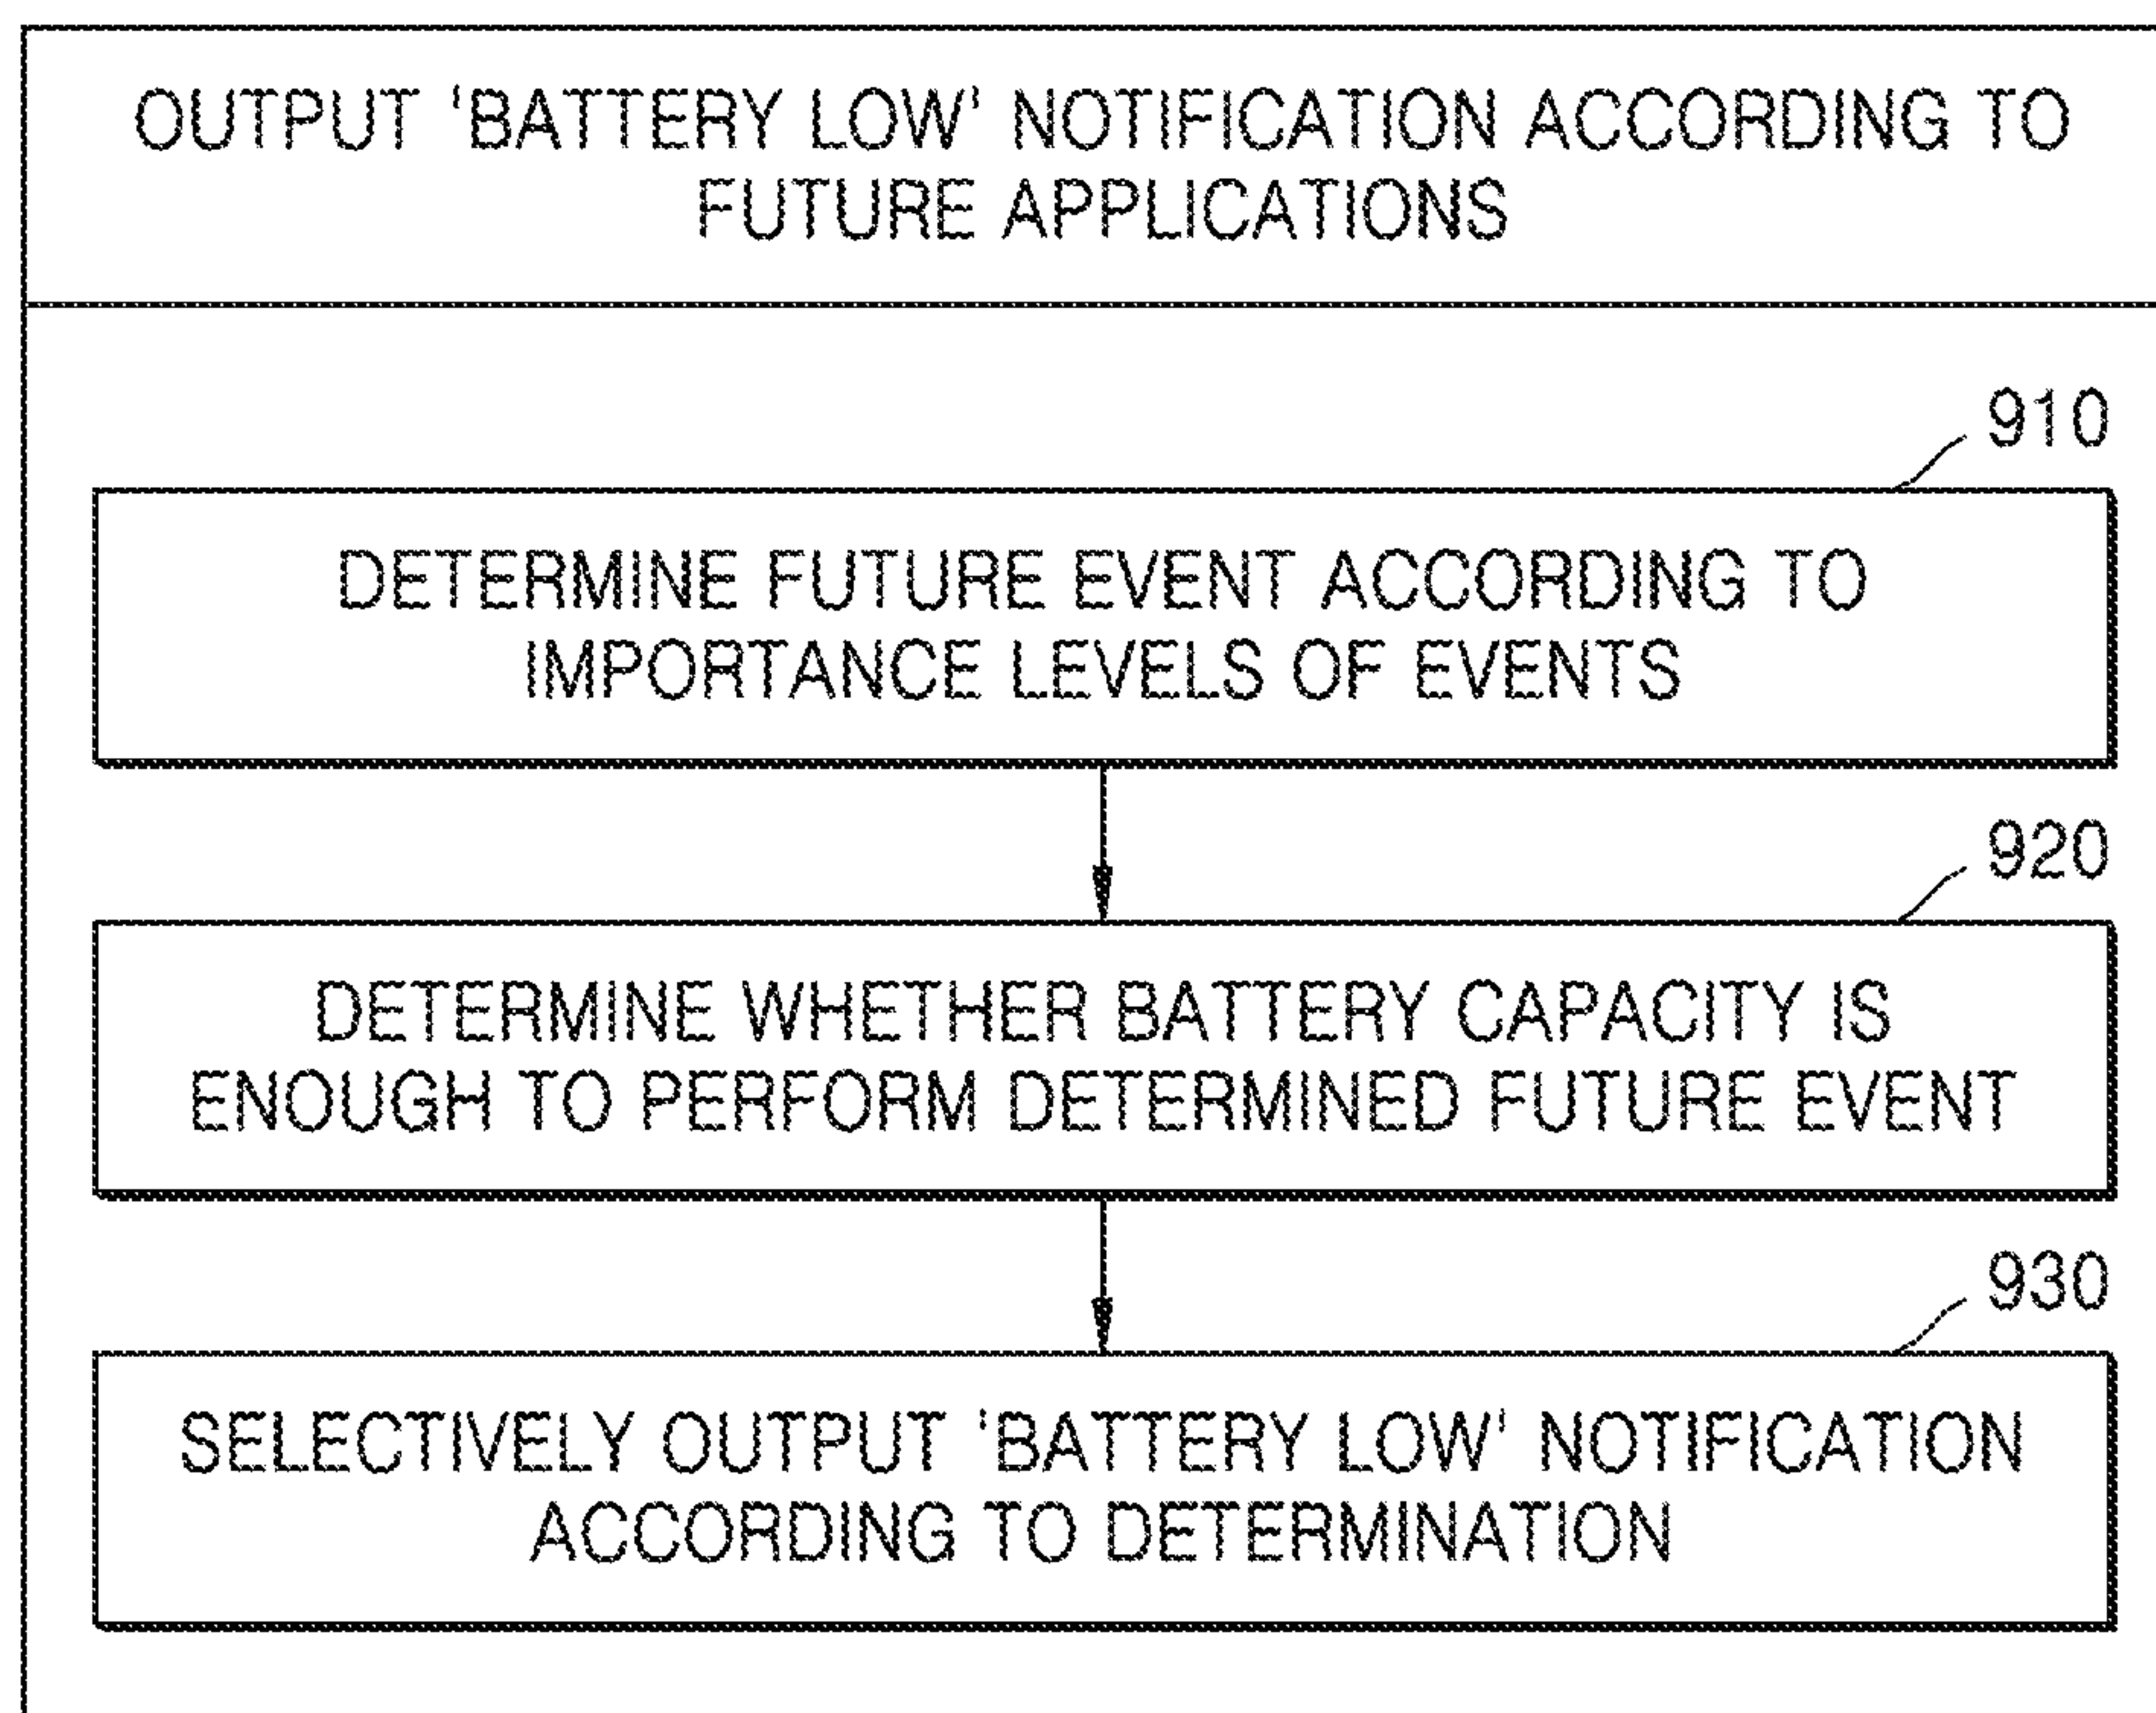 OUTPUT 'BATTERY LOW' NOTIFICATION ACCORDING TO
FUTURE APPLICATIONS
910
DETERMINE FUTURE EVENT ACCORDING TO
IMPORTANCE LEVELS OF EVENTS
920
DETERMINE WHETHER BATTERY CAPACITY IS
ENOUGH TO PERFORM DETERMINED FUTURE EVENT
930
SELECTIVELY OUTPUT 'BATTERY LOW' NOTIFICATION
ACCORDING TO DETERMINATION